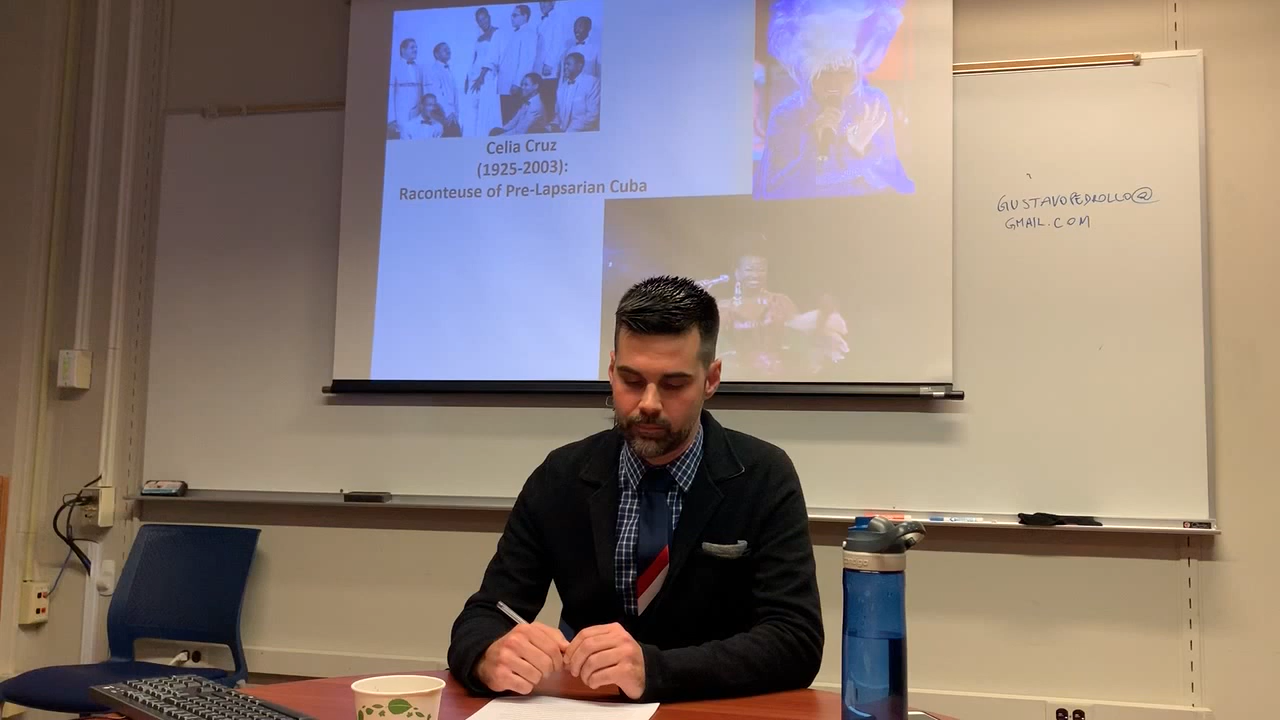 Celia Cruz
(1925-2003):
Raconteuse of Pre-Lapsarian Cuba
GUSTAVOPEDROLLO@
GMAIL.COM